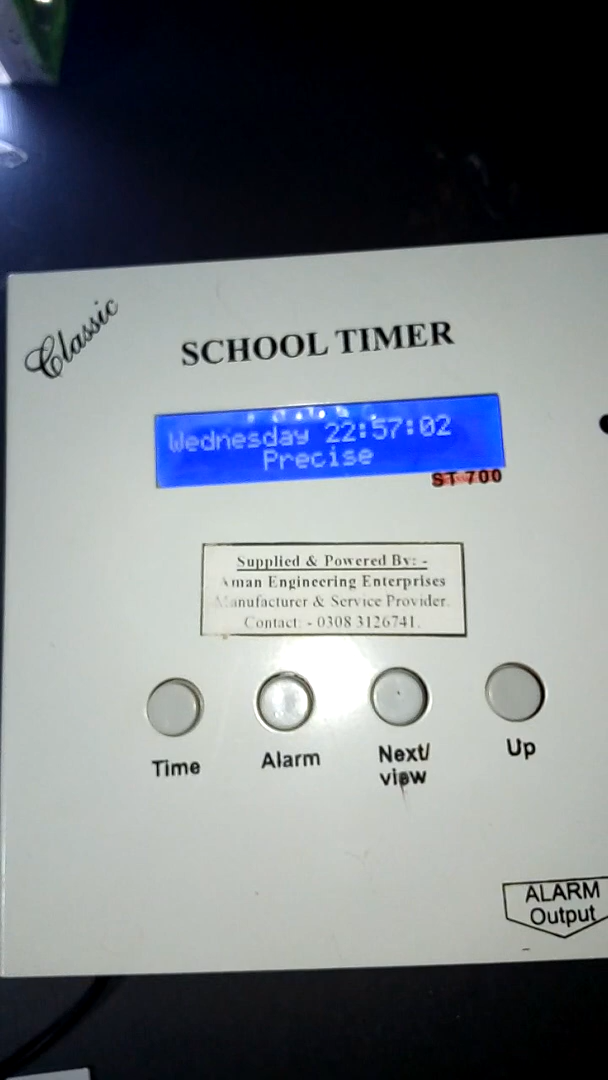 Classic
SCHOOL TIMER
Wednesday 22:57:02
Precise
ST-700
Supplied & Powered By: -
Aman Engineering Enterprises
Manufacturer & Service Provider.
Contact: - 0308 3126741.
Time
Alarm
Next/
view
Up
ALARM
Output